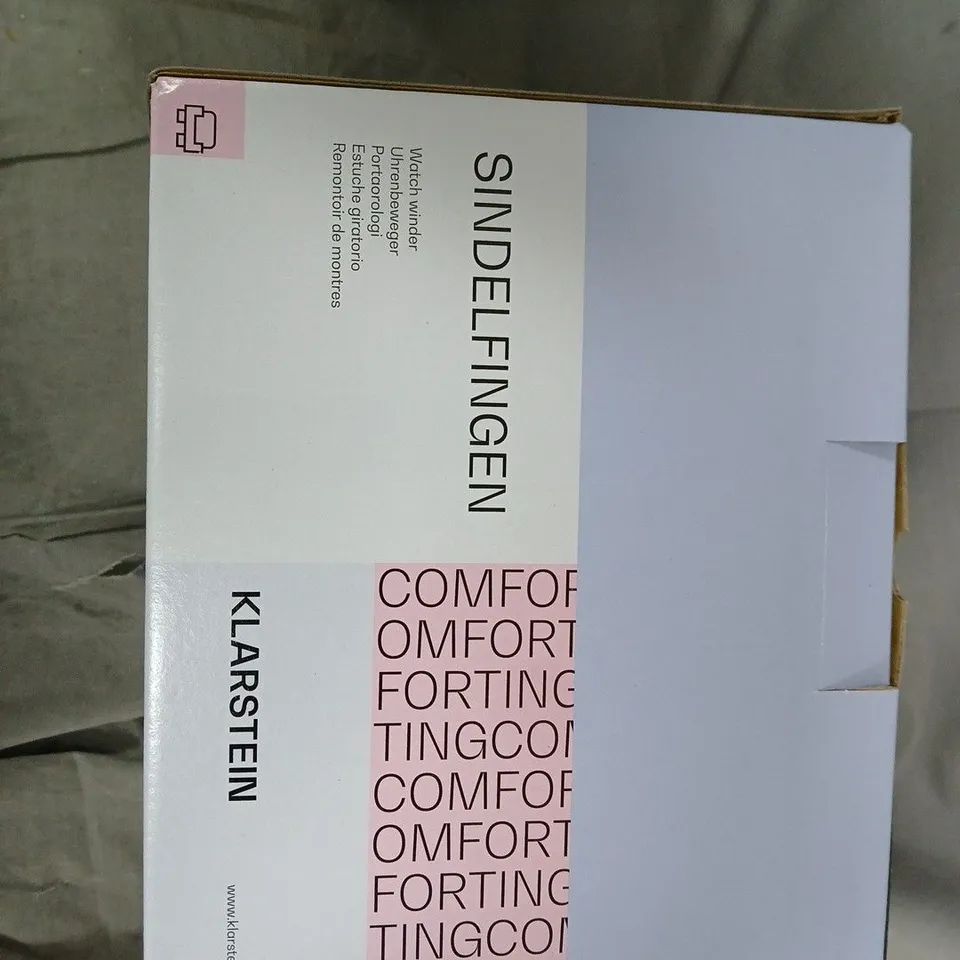 SINDELFINGEN
Watch winder
Uhrenbeweger
Portaorologi
Estuche giratorio
Remontoir de montres
KLARSTEIN
www.klarste
COMFOR
OMFORT
FORTING
TINGCOM
COMFOR
OMFORT
FORTING
TINGCOM